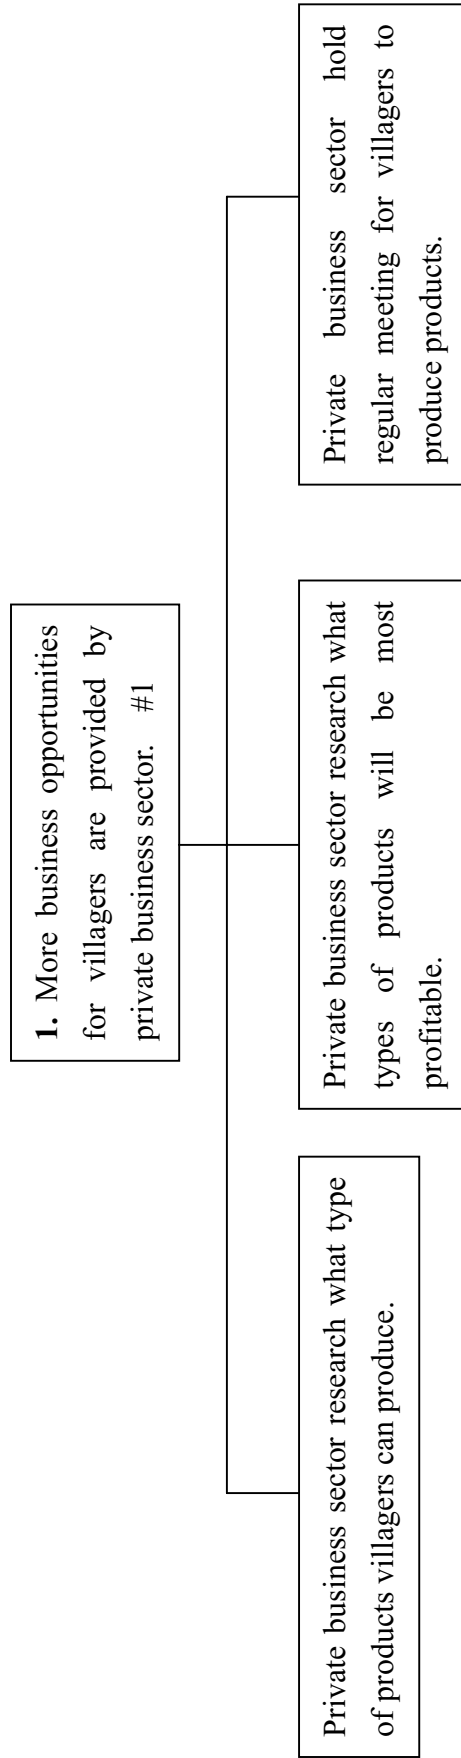 1. More business opportunities
for villagers are provided by
private business sector. #1
Private business sector research what type
of products villagers can produce.
Private business sector research what
types of products will be most
profitable.
Private business sector hold
regular meeting for villagers to
produce products.